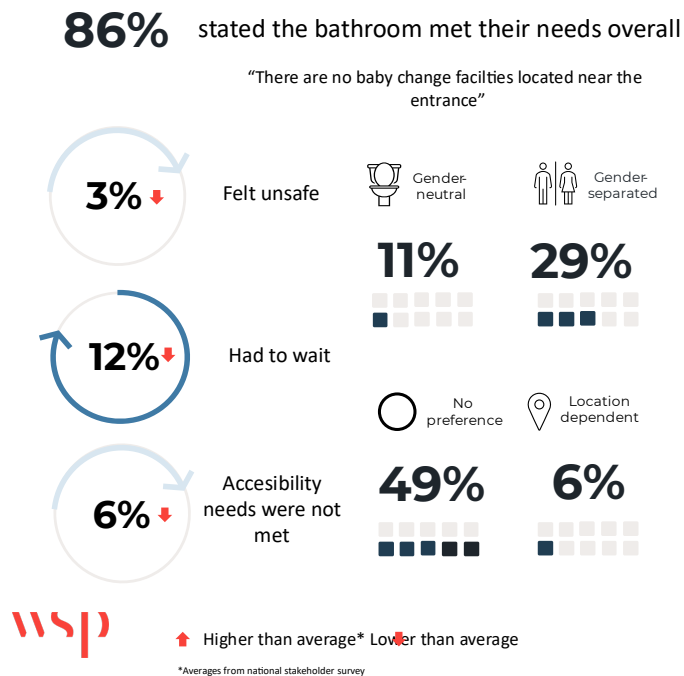 86% stated the bathroom met their needs overall
“There are no baby change facilties located near the
entrance”
3%
Felt unsafe
Gender-
neutral
Gender-
separated
11%
29%
12%
Had to wait
No
preference
Location
dependent
6%
Accesibility
needs were not
met
49%
6%
wsp
Higher than average* Lower than average
*Averages from national stakeholder survey